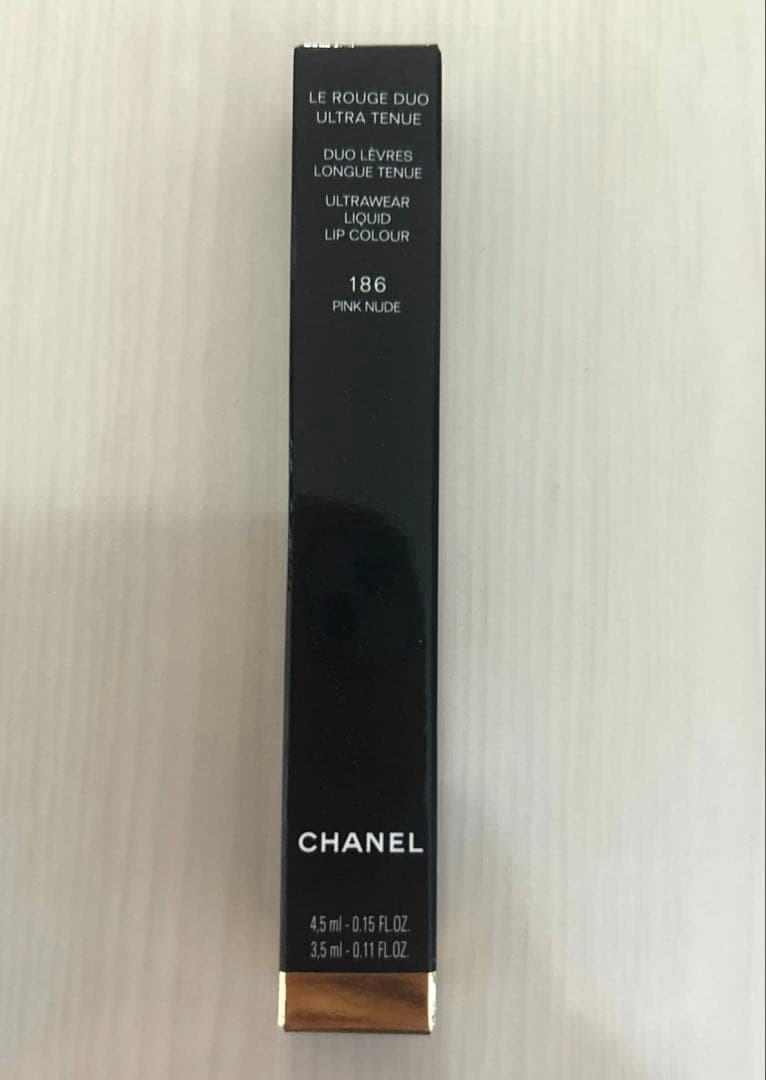 LE ROUGE DUO
ULTRA TENUE
DUO LÈVRES
LONGUE TENUE
ULTRAWEAR
LIQUID
LIP COLOUR
186
PINK NUDE
CHANEL
4,5 ml - 0.15 FL.OZ.
3,5 ml - 0.11 FL.OZ.